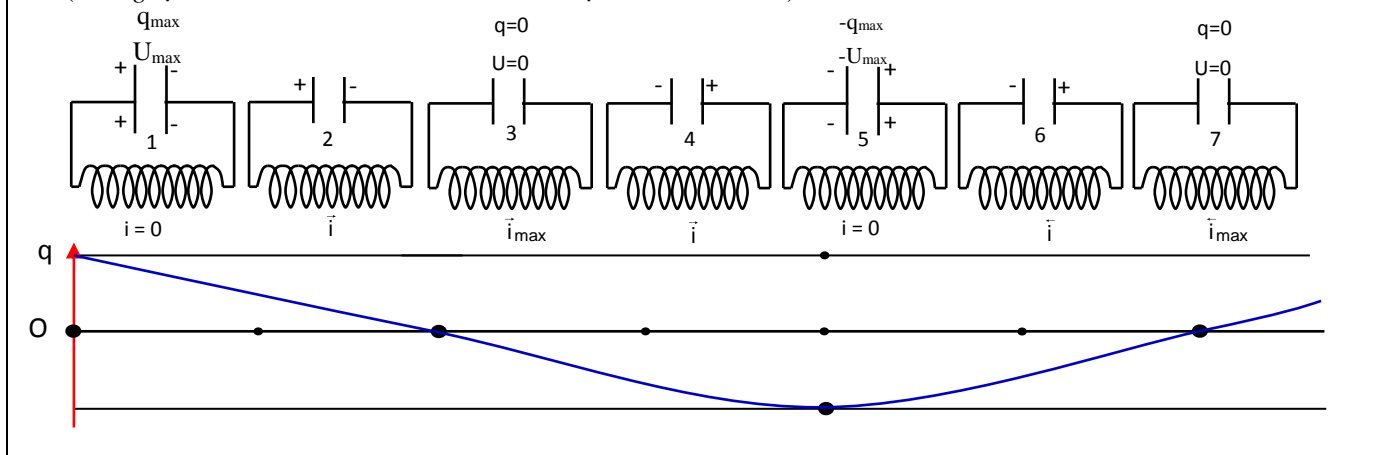 qmax
Umax
+ -
+ -
1
i = 0
+ -
2
i
q=0
U=0
3
imax
- +
4
i
-qmax
-Umax
- +
- +
5
i = 0
- +
6
i
q=0
U=0
7
imax
q
O